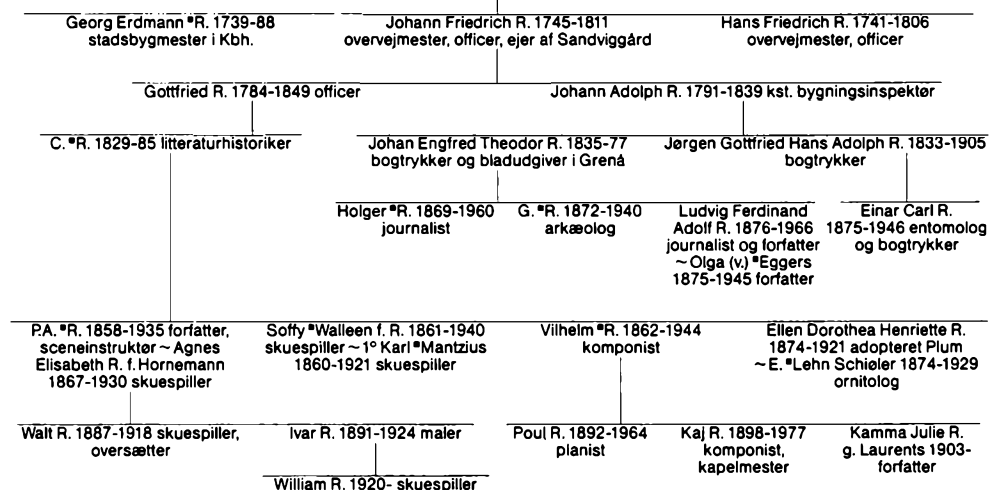 Georg Erdmann *R. 1739-88
stadsbygmester i Kbh.
Johann Friedrich R. 1745-1811
overvejmester, officer, ejer af Sandviggård
Hans Friedrich R. 1741-1806
overvejmester, officer
Gottfried R. 1784-1849 officer
Johann Adolph R. 1791-1839 kst. bygningsinspektør
C. *R. 1829-85 litteraturhistoriker
Johan Engfred Theodor R. 1835-77
bogtrykker og bladudgiver i Grenå
Jørgen Gottfried Hans Adolph R. 1833-1905
bogtrykker
Holger *R. 1869-1960
journalist
G. *R. 1872-1940
arkæolog
Ludvig Ferdinand
Adolf R. 1876-1966
journalist og forfatter
~ Olga (v.) *Eggers
1875-1945 forfatter
Einar Carl R.
1875-1946 entomolog
og bogtrykker
P.A. *R. 1858-1935 forfatter,
sceneinstruktør ~ Agnes
Elisabeth R. f. Hornemann
1867-1930 skuespiller
Soffy *Walleen f. R. 1861-1940
skuespiller ~ 1° Karl *Mantzius
1860-1921 skuespiller
Vilhelm *R. 1862-1944
komponist
Ellen Dorothea Henriette R.
1874-1921 adopteret Plum
~ E. *Lehn Schiøler 1874-1929
ornitolog
Walt R. 1887-1918 skuespiller,
oversætter
Ivar R. 1891-1924 maler
Poul R. 1892-1964
pianist
Kaj R. 1898-1977
komponist,
kapelmester
Kamma Julie R.
g. Laurents 1903-
forfatter
William R. 1920- skuespiller